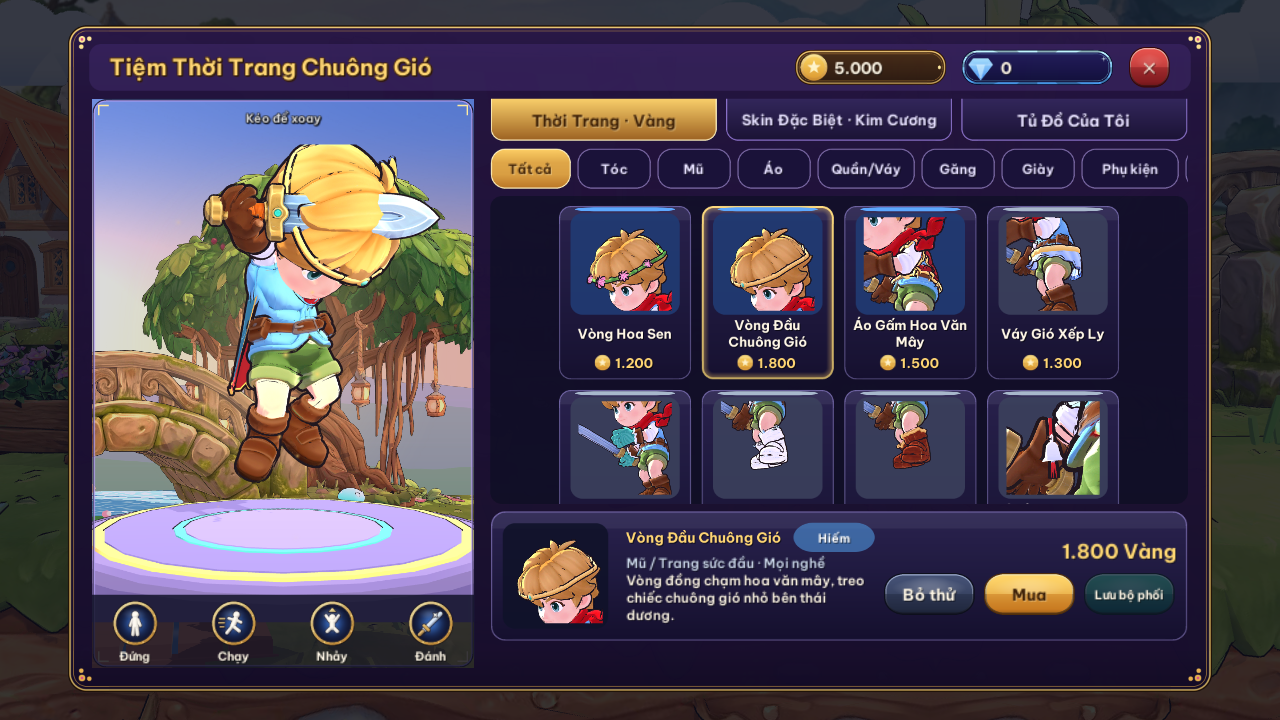 Tiệm Thời Trang Chuông Gió
5.000
0
Kéo để xoay
Thời Trang · Vàng
Skin Đặc Biệt · Kim Cương
Tủ Đồ Của Tôi
Tất cả
Tóc
Mũ
Áo
Quần/Váy
Găng
Giày
Phụ kiện
Vòng Hoa Sen
1.200
Vòng Đầu
Chuông Gió
1.800
Áo Gấm Hoa Văn
Mây
1.500
Váy Gió Xếp Ly
1.300
Vòng Đầu Chuông Gió
Hiếm
Mũ / Trang sức đầu · Mọi nghề
Vòng đồng chạm hoa văn mây, treo
chiếc chuông gió nhỏ bên thái
dương.
1.800 Vàng
Bỏ thử
Mua
Lưu bộ phối
Đứng
Chạy
Nhảy
Đánh